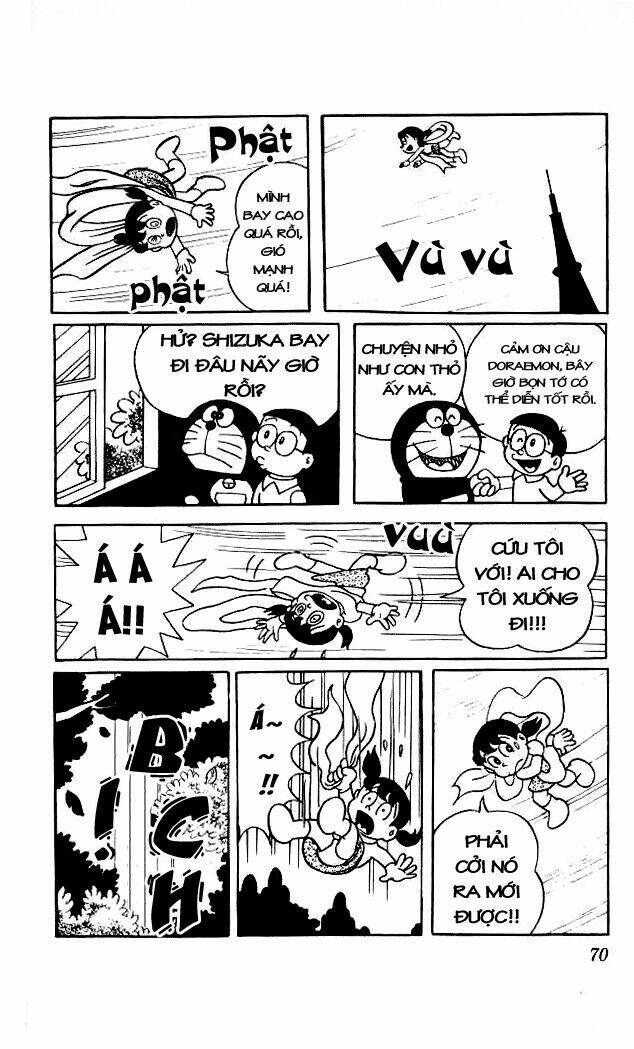 Vù vù
Phật
MÌNH
BAY CAO
QUÁ RỒI,
GIÓ
MẠNH
QUÁ!
phật
CẢM ƠN CẬU
DORAEMON, BÂY
GIỜ BỌN TỚ CÓ
THỂ DIỄN TỐT RỒI.
CHUYỆN NHỎ
NHƯ CON THỎ
ẤY MÀ.
HỬ? SHIZUKA BAY
ĐI ĐÂU NÃY GIỜ
RỒI?
CỨU TÔI
VỚI! AI CHO
TÔI XUỐNG
ĐI!!!
Vuù
Á Á
Á!!
PHẢI
CỞI NÓ
RA MỚI
ĐƯỢC!!
Á~~!!
BỊCH
70